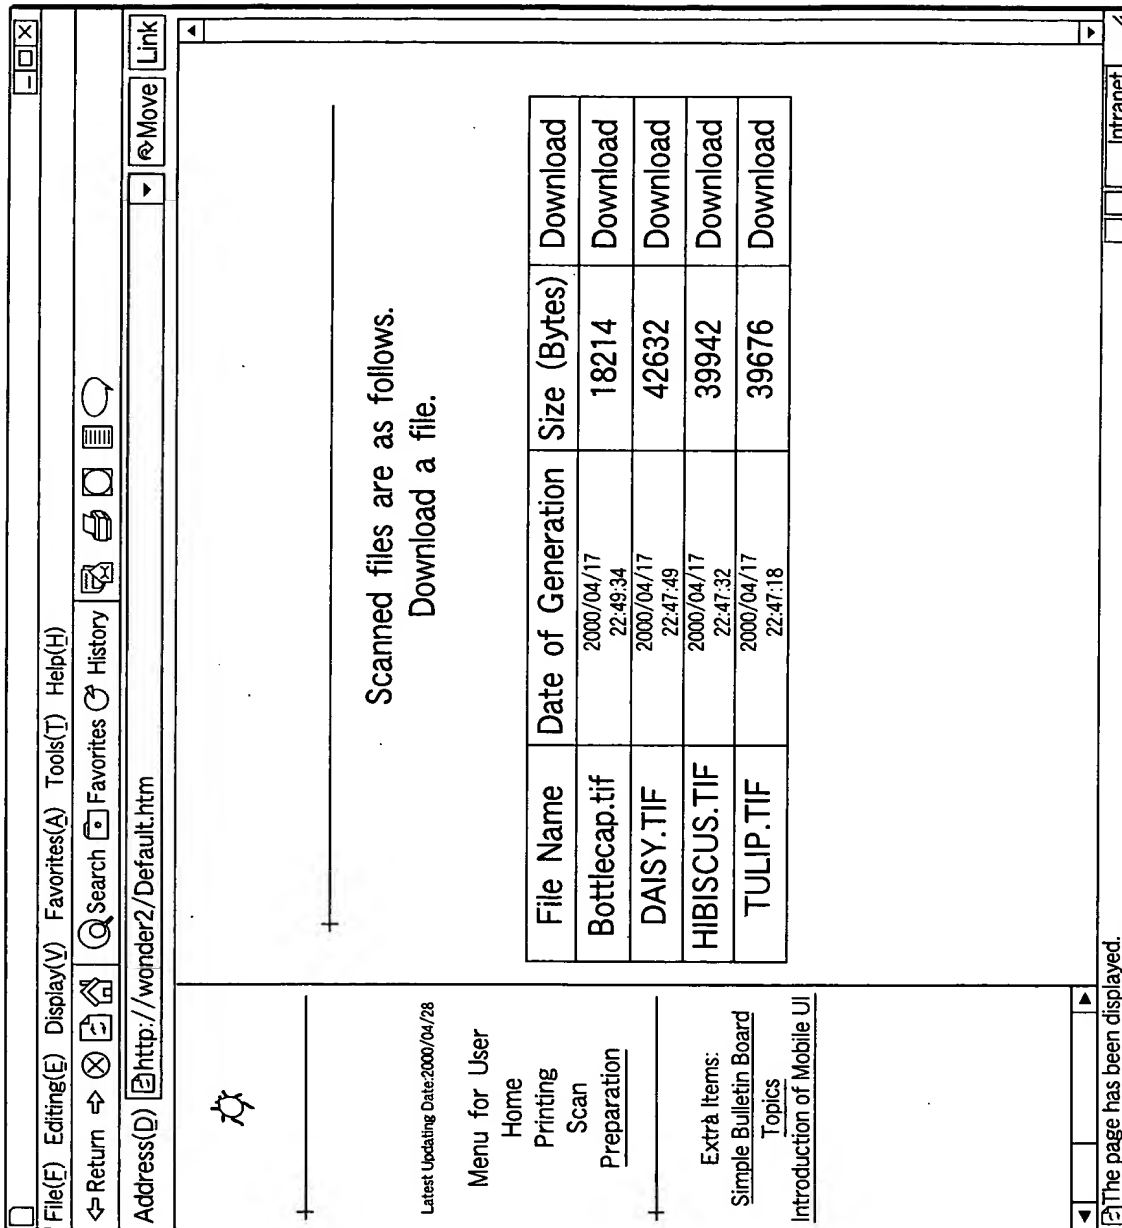 File(F) Editing(E) Display(V) Favorites(A) Tools(T) Help(H)
Return Search Favorites History
Address(D) http://wonder2/Default.htm Move Link
Latest Updating Date:2000/04/28
Menu for User
Home
Printing
Scan
Preparation
Extra Items:
Simple Bulletin Board
Topics
Introduction of Mobile UI
Scanned files are as follows.
Download a file.
File Name Date of Generation Size (Bytes) Download
Bottlecap.tif 2000/04/17 22:49:34 18214 Download
DAISY.TIF 2000/04/17 22:47:49 42632 Download
HIBISCUS.TIF 2000/04/17 22:47:32 39942 Download
TULIP.TIF 2000/04/17 22:47:18 39676 Download
The page has been displayed. Intranet